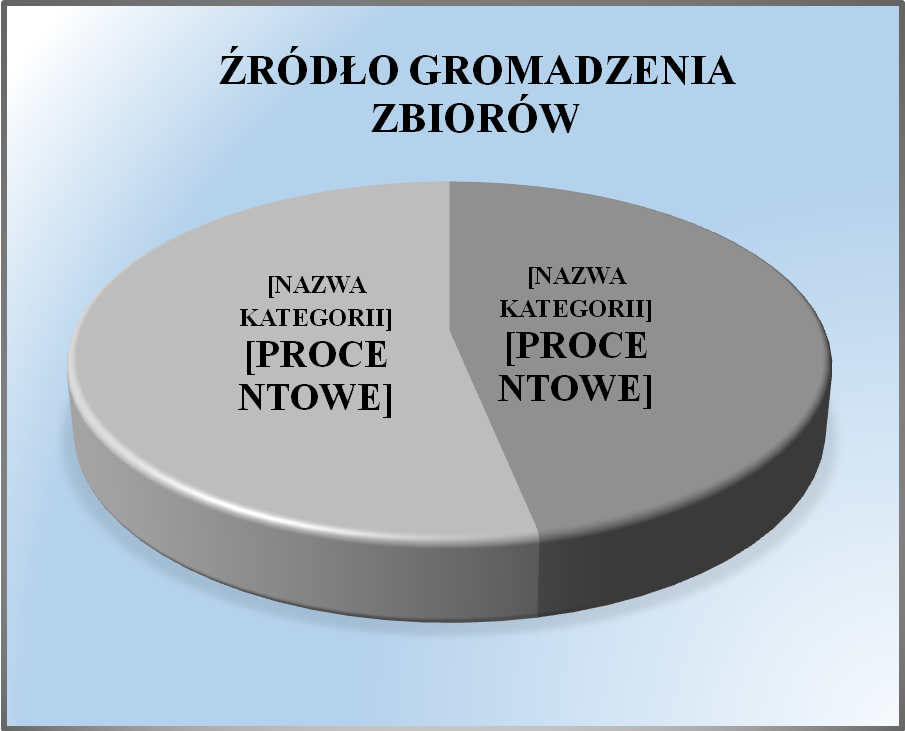 ŹRÓDŁO GROMADZENIA
ZBIORÓW
[NAZWA
KATEGORII]
[PROCE
NTOWE]
[NAZWA
KATEGORII]
[PROCE
NTOWE]